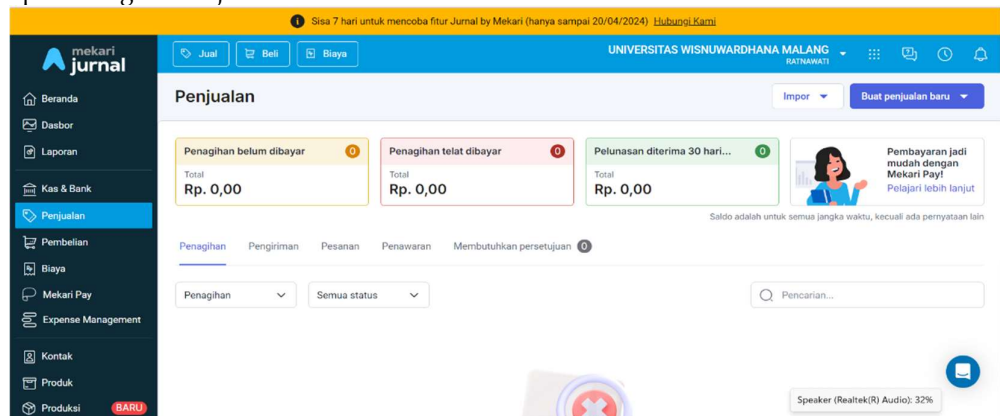 Sisa 7 hari untuk mencoba fitur Jurnal by Mekari (hanya sampai 20/04/2024) Hubungi Kami
mekari
jurnal
Jual
Beli
Biaya
UNIVERSITAS WISNUWARDHANA MALANG
RATNAWATI
Beranda
Dasbor
Laporan
Kas & Bank
Penjualan
Pembelian
Biaya
Mekari Pay
Expense Management
Kontak
Produk
Produksi BARU
Penjualan
Impor
Buat penjualan baru
Penagihan belum dibayar 0
Total
Rp. 0,00
Penagihan telat dibayar 0
Total
Rp. 0,00
Pelunasan diterima 30 hari... 0
Total
Rp. 0,00
Pembayaran jadi
mudah dengan
Mekari Pay!
Pelajari lebih lanjut
Saldo adalah untuk semua jangka waktu, kecuali ada pernyataan lain
Penagihan Pengiriman Pesanan Penawaran Membutuhkan persetujuan 0
Penagihan
Semua status
Pencarian...
Speaker (Realtek(R) Audio): 32%